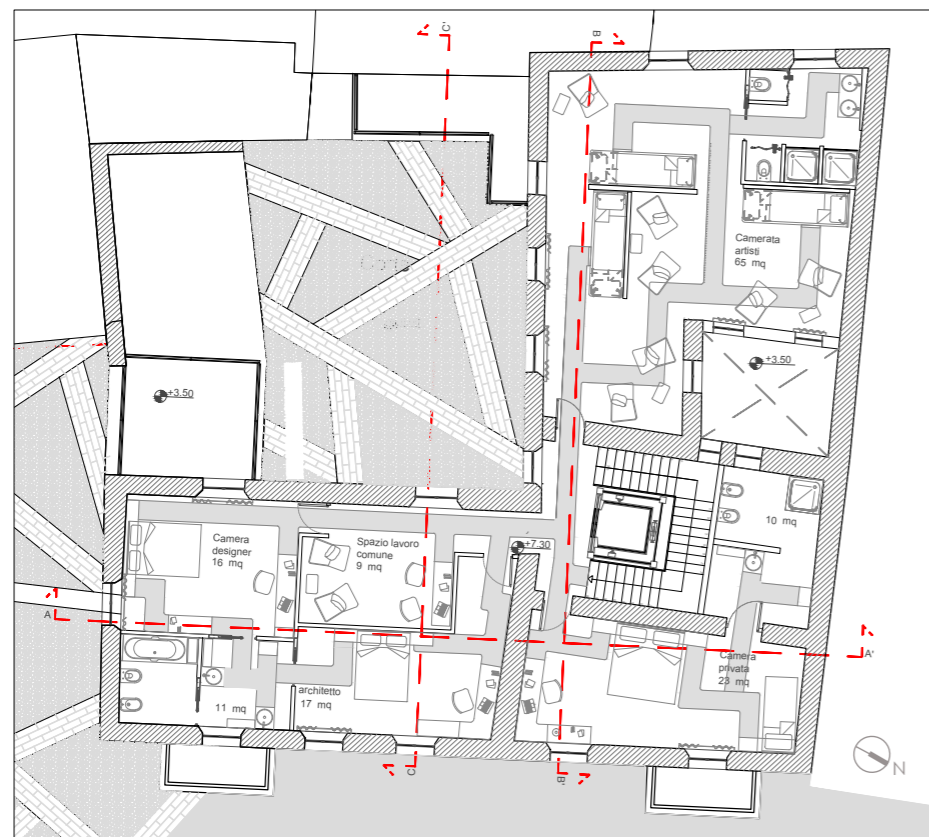 C'
B
Camerata
artisti
65 mq
+3.50
+3.50
10 mq
Camera
designer
16 mq
Spazio lavoro
comune
9 mq
+7.30
A
A'
Camera
privata
23 mq
architetto
17 mq
11 mq
C
B'
N